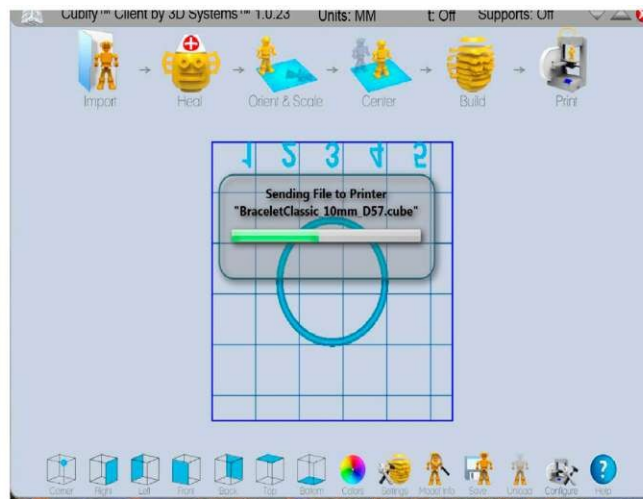 Cubify™ Client by 3D Systems™ 1.0.23 Units: MM t: Off Supports: Off
Import Heal Orient & Scale Center Build Print
1 2 3 4 5
Sending File to Printer
"BraceletClassic 10mm_D57.cube"
Corner Right Left Front Back Top Bottom Colors Settings Model Info Save Unload Configure Help